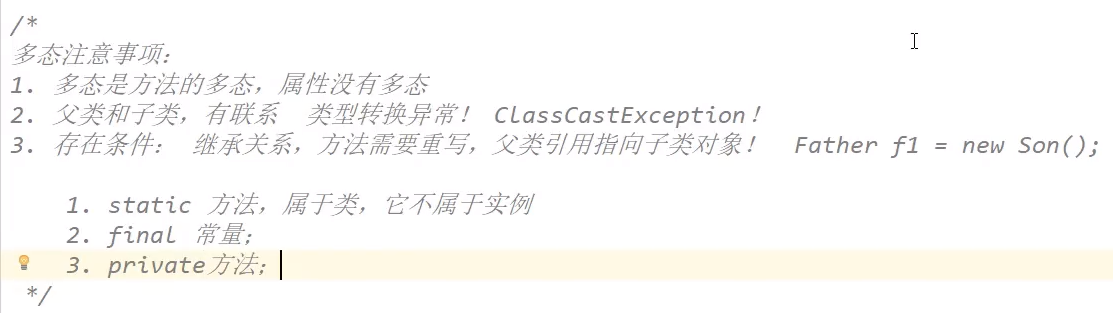 /*
多态注意事项：
1. 多态是方法的多态，属性没有多态
2. 父类和子类，有联系 类型转换异常！ ClassCastException！
3. 存在条件： 继承关系，方法需要重写，父类引用指向子类对象！ Father f1 = new Son();
1. static 方法，属于类，它不属于实例
2. final 常量；
3. private方法；
*/